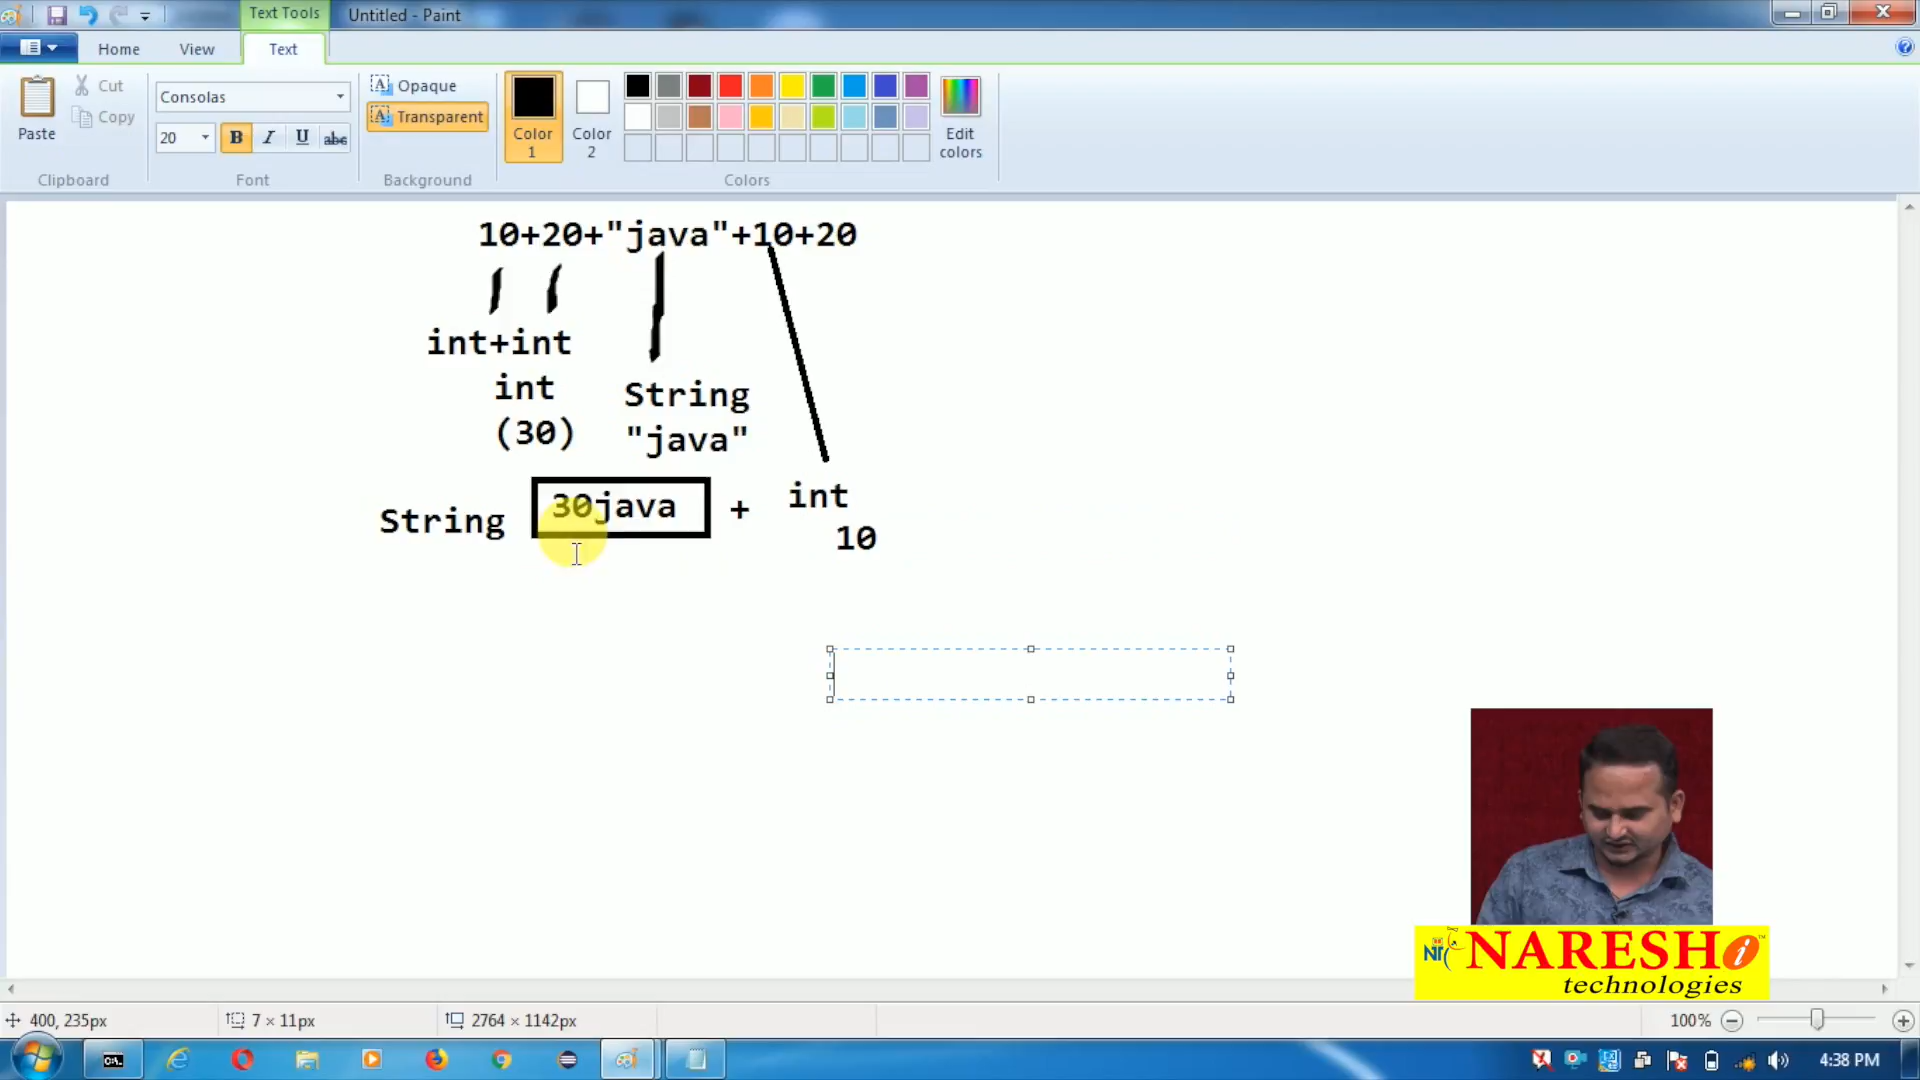 Text Tools
Untitled - Paint
Home
View
Text
Paste
Cut
Copy
Clipboard
Consolas
20
B
I
U
abc
Font
Opaque
Transparent
Background
Color 1
Color 2
Edit colors
Colors
10+20+"java"+10+20
int+int
int
(30)
String
"java"
String
30java
+
int
10
NARESH i
technologies
400, 235px
7 × 11px
2764 × 1142px
100%
4:38 PM